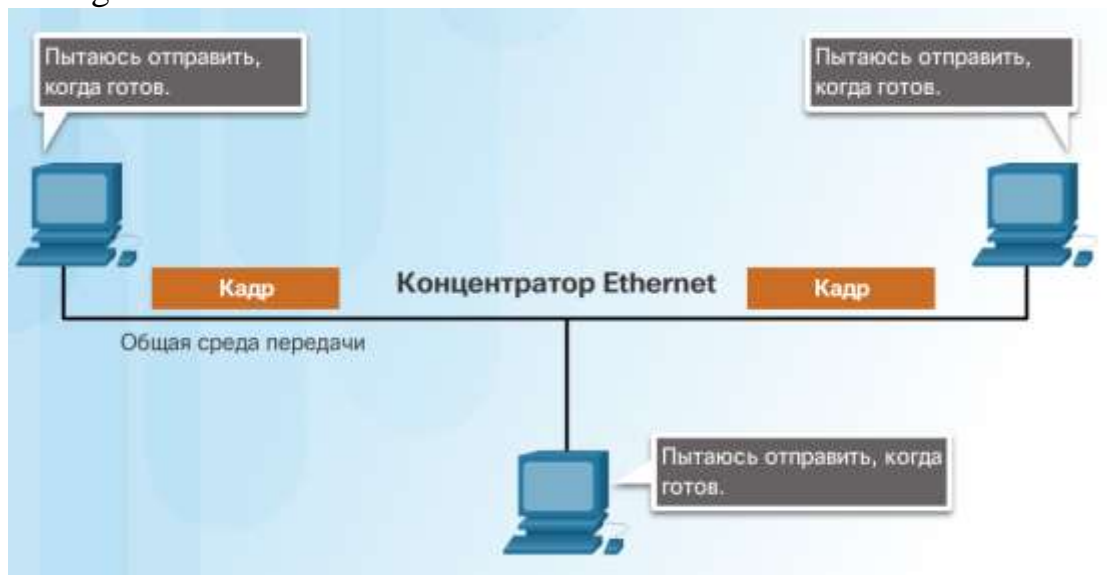 Пытаюсь отправить,
когда готов.
Пытаюсь отправить,
когда готов.
Кадр
Концентратор Ethernet
Кадр
Общая среда передачи
Пытаюсь отправить, когда
готов.